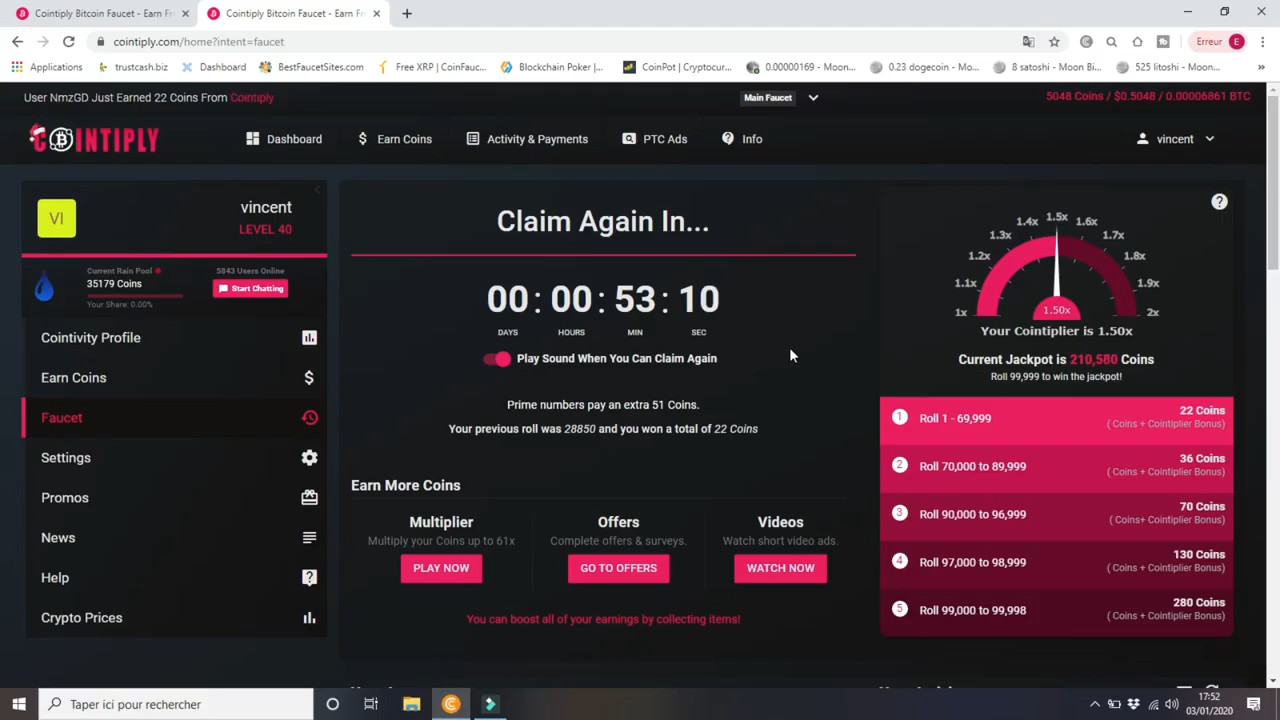 Cointiply Bitcoin Faucet - Earn Fr
Cointiply Bitcoin Faucet - Earn Fr
cointiply.com/home?intent=faucet
Erreur E
Applications
trustcash.biz
Dashboard
BestFaucetSites.com
Free XRP | CoinFauc...
Blockchain Poker |...
CoinPot | Cryptocur...
0.00000169 - Moon...
0.23 dogecoin - Mo...
8 satoshi - Moon Bi...
525 litoshi - Moon...
»
User NmzGD Just Earned 22 Coins From Cointiply
Main Faucet
5048 Coins / $0.5048 / 0.00006861 BTC
COINTIPLY
Dashboard
Earn Coins
Activity & Payments
PTC Ads
Info
vincent
VI
vincent
LEVEL 40
Current Rain Pool
35179 Coins
Your Share: 0.00%
5843 Users Online
Start Chatting
Cointivity Profile
Earn Coins
Faucet
Settings
Promos
News
Help
Crypto Prices
Claim Again In...
00 : 00 : 53 : 10
DAYS HOURS MIN SEC
Play Sound When You Can Claim Again
Prime numbers pay an extra 51 Coins.
Your previous roll was 28850 and you won a total of 22 Coins
Earn More Coins
Multiplier
Multiply your Coins up to 61x
PLAY NOW
Offers
Complete offers & surveys.
GO TO OFFERS
Videos
Watch short video ads.
WATCH NOW
You can boost all of your earnings by collecting items!
?
1x 1.1x 1.2x 1.3x 1.4x 1.5x 1.6x 1.7x 1.8x 1.9x 2x
1.50x
Your Cointiplier is 1.50x
Current Jackpot is 210,580 Coins
Roll 99,999 to win the jackpot!
1 Roll 1 - 69,999 22 Coins
( Coins + Cointiplier Bonus)
2 Roll 70,000 to 89,999 36 Coins
( Coins + Cointiplier Bonus)
3 Roll 90,000 to 96,999 70 Coins
( Coins+ Cointiplier Bonus)
4 Roll 97,000 to 98,999 130 Coins
( Coins + Cointiplier Bonus)
5 Roll 99,000 to 99,998 280 Coins
( Coins + Cointiplier Bonus)
Taper ici pour rechercher
17:52
03/01/2020